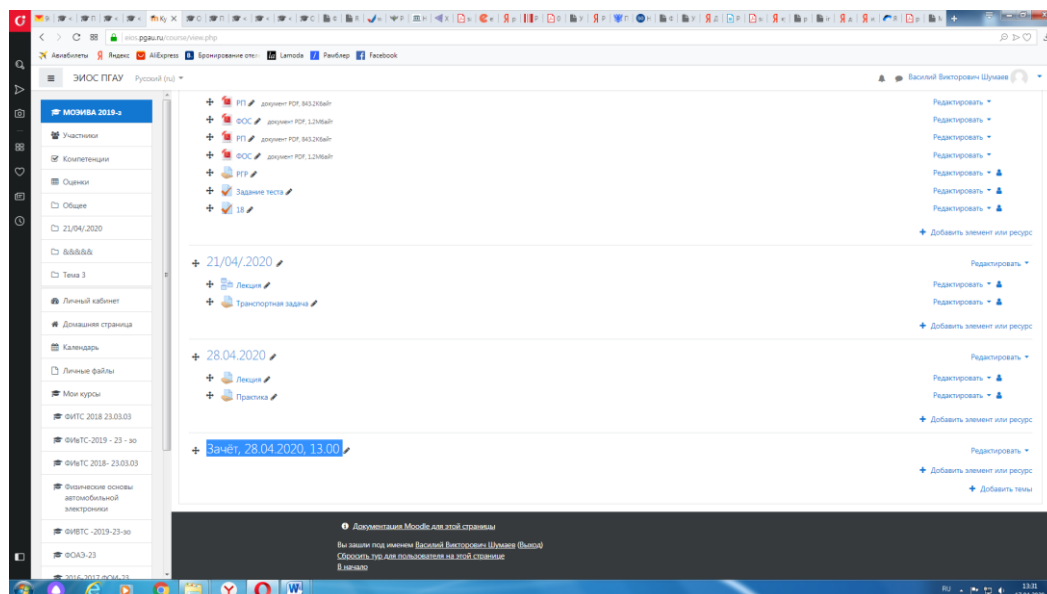 eios.pgau.ru/course/view.php
Авиабилеты Яндекс AliExpress Бронирование отел Lamoda Рамблер Facebook
ЭИОС ПГАУ Русский (ru)
Василий Викторович Шумаев
МОЭИВА 2019-з
Участники
Компетенции
Оценки
Общее
21/04/.2020
&&&&&
Тема 3
Личный кабинет
Домашняя страница
Календарь
Личные файлы
Мои курсы
ФИТС 2018 23.03.03
ФИвТС-2019 - 23 - зо
ФИвТС 2018- 23.03.03
Физические основы
автомобильной
электроники
ФИВТС -2019-23-зо
ФОАЭ-23
2016-2017 ФОИ-23
РП документ PDF, 843.2Кбайт Редактировать
ФОС документ PDF, 1.2Мбайт Редактировать
РП документ PDF, 843.2Кбайт Редактировать
ФОС документ PDF, 1.2Мбайт Редактировать
РГР Редактировать
Задание теста Редактировать
18 Редактировать
Добавить элемент или ресурс
21/04/.2020 Редактировать
Лекция Редактировать
Транспортная задача Редактировать
Добавить элемент или ресурс
28.04.2020 Редактировать
Лекция Редактировать
Практика Редактировать
Добавить элемент или ресурс
Зачёт, 28.04.2020, 13.00 Редактировать
Добавить элемент или ресурс
Добавить темы
Документация Moodle для этой страницы
Вы зашли под именем Василий Викторович Шумаев (Выход)
Сбросить тур для пользователя на этой странице
В начало
RU 13:31